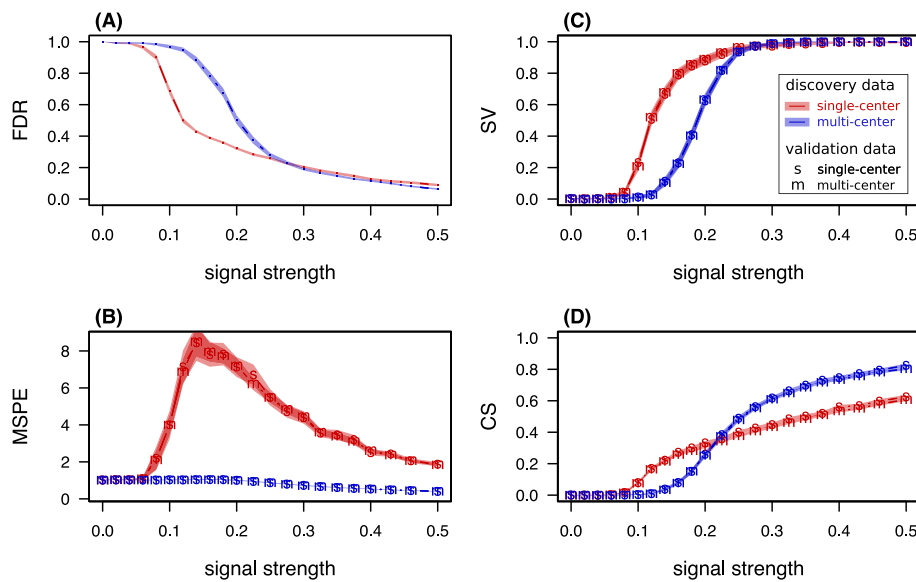 (A)
1.0
0.8
0.6
0.4
0.2
0.0
FDR
0.0 0.1 0.2 0.3 0.4 0.5
signal strength
(C)
1.0
0.8
0.6
0.4
0.2
0.0
SV
discovery data
single-center
multi-center
validation data
s single-center
m multi-center
0.0 0.1 0.2 0.3 0.4 0.5
signal strength
(B)
8
6
4
2
0
MSPE
0.0 0.1 0.2 0.3 0.4 0.5
signal strength
(D)
1.0
0.8
0.6
0.4
0.2
0.0
CS
0.0 0.1 0.2 0.3 0.4 0.5
signal strength